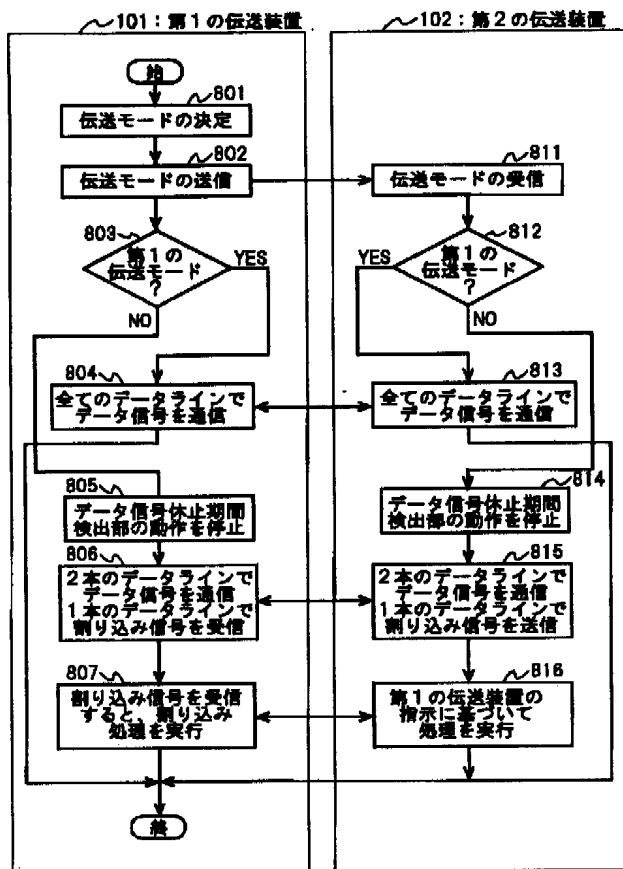 101：第１の伝送装置
始
801
伝送モードの決定
802
伝送モードの送信
803
第１の
伝送モード
？
YES
NO
804
全てのデータラインで
データ信号を通信
805
データ信号休止期間
検出部の動作を停止
806
２本のデータラインで
データ信号を通信
１本のデータラインで
割り込み信号を受信
807
割り込み信号を受信
すると、割り込み
処理を実行
終
102：第２の伝送装置
811
伝送モードの受信
812
第１の
伝送モード
？
YES
NO
813
全てのデータラインで
データ信号を通信
814
データ信号休止期間
検出部の動作を停止
815
２本のデータラインで
データ信号を通信
１本のデータラインで
割り込み信号を送信
816
第１の伝送装置の
指示に基づいて
処理を実行